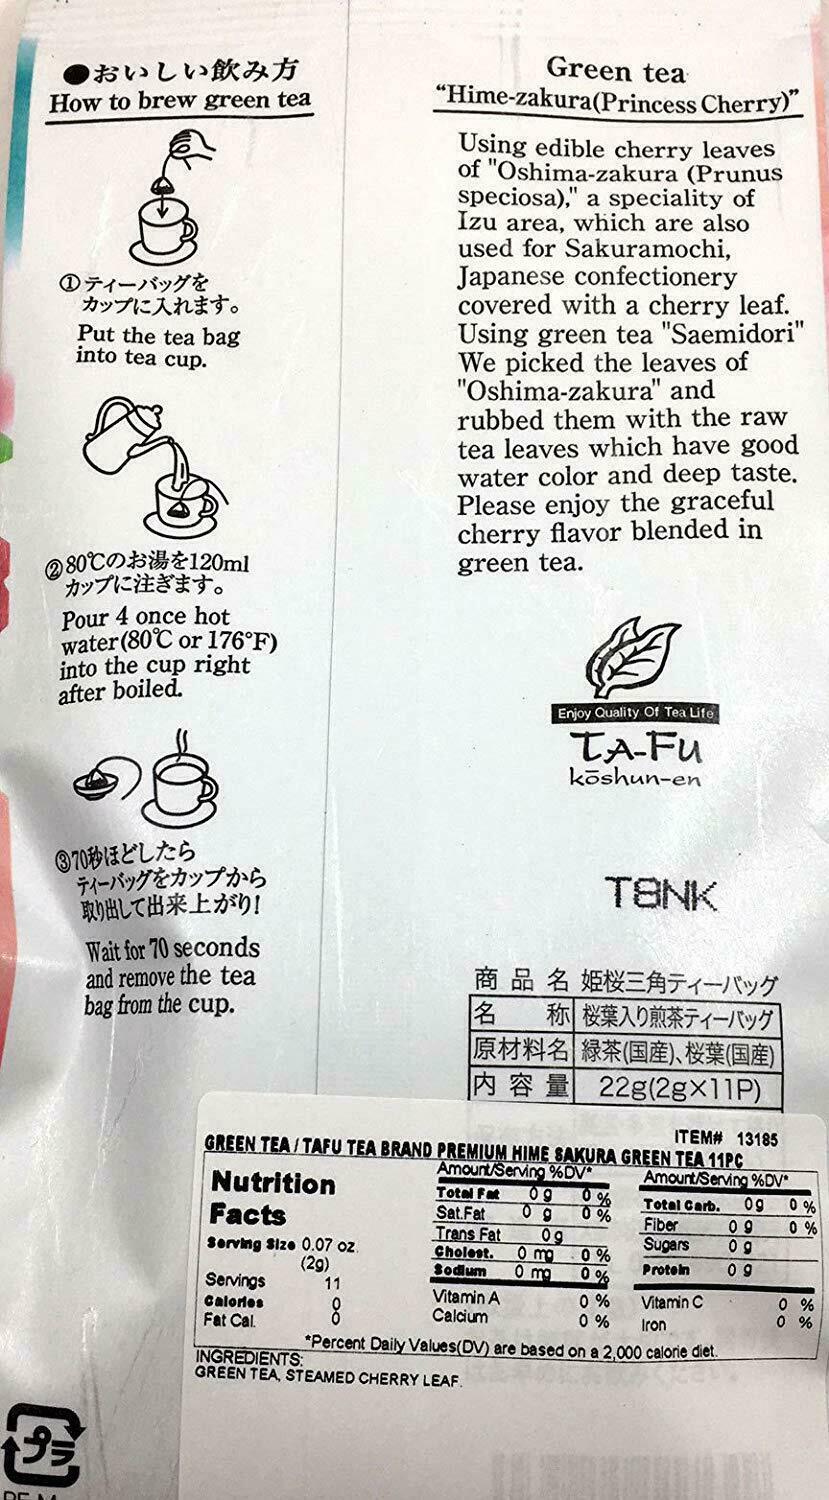 ●おいしい飲み方
How to brew green tea
①ティーバッグを
カップに入れます。
Put the tea bag
into tea cup.
②80℃のお湯を120ml
カップに注ぎます。
Pour 4 once hot
water(80℃ or 176°F)
into the cup right
after boiled.
③70秒ほどしたら
ティーバッグをカップから
取り出して出来上がり!
Wait for 70 seconds
and remove the tea
bag from the cup.
Green tea
“Hime-zakura(Princess Cherry)”
Using edible cherry leaves
of "Oshima-zakura (Prunus
speciosa)," a speciality of
Izu area, which are also
used for Sakuramochi,
Japanese confectionery
covered with a cherry leaf.
Using green tea "Saemidori"
We picked the leaves of
"Oshima-zakura" and
rubbed them with the raw
tea leaves which have good
water color and deep taste.
Please enjoy the graceful
cherry flavor blended in
green tea.
Enjoy Quality Of Tea Life
TA-FU
kōshun-en
T8NK
商品名 姫桜三角ティーバッグ
名称 桜葉入り煎茶ティーバッグ
原材料名 緑茶(国産)、桜葉(国産)
内容量 22g(2g×11P)
ITEM# 13185
GREEN TEA / TAFU TEA BRAND PREMIUM HIME SAKURA GREEN TEA 11PC
Nutrition
Facts
Serving Size 0.07 oz.
(2g)
Servings 11
Calories 0
Fat Cal. 0
Amount/Serving %DV*
Total Fat 0 g 0 %
Sat.Fat 0 g 0 %
Trans Fat 0 g
Cholest. 0 mg 0 %
Sodium 0 mg 0 %
Vitamin A 0 %
Calcium 0 %
Amount/Serving %DV*
Total Carb. 0 g 0 %
Fiber 0 g 0 %
Sugars 0 g
Protein 0 g
Vitamin C 0 %
Iron 0 %
*Percent Daily Values(DV) are based on a 2,000 calorie diet.
INGREDIENTS:
GREEN TEA, STEAMED CHERRY LEAF.
プラ